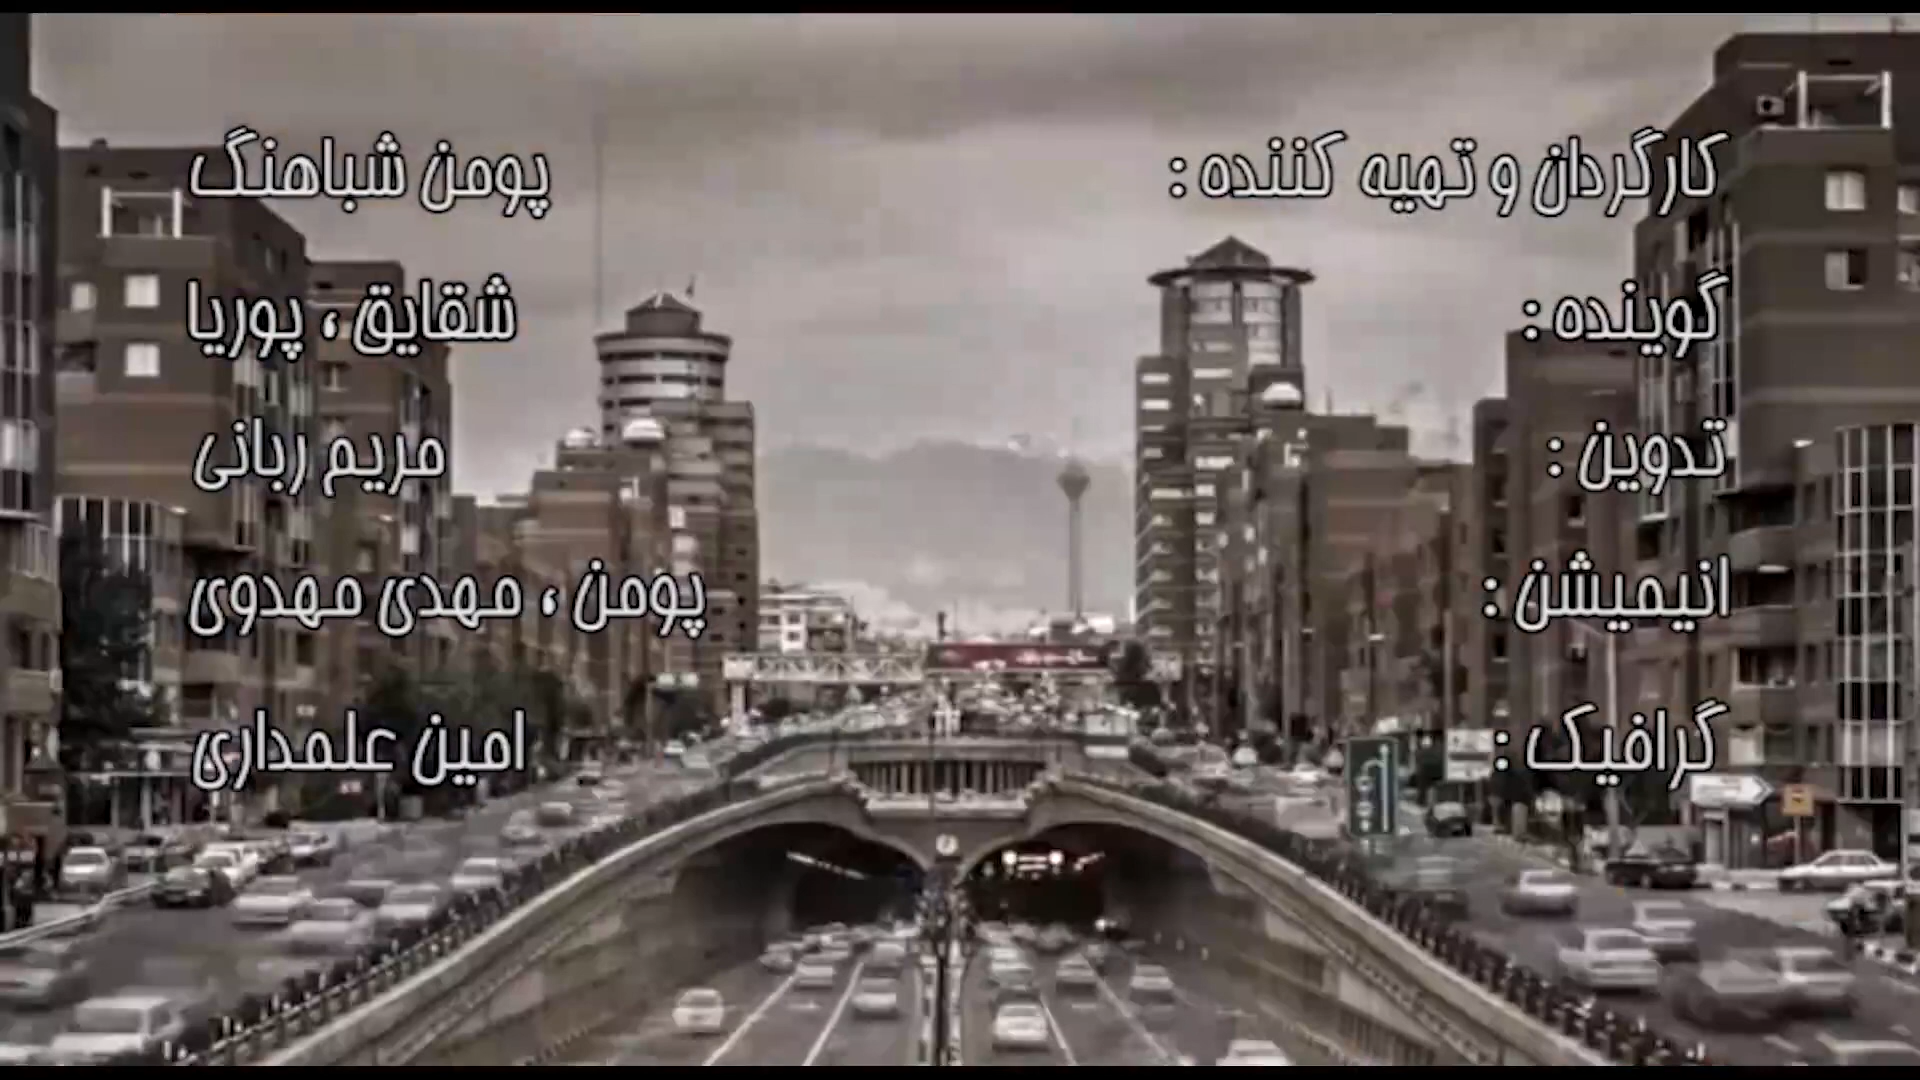 کارگردان و تهیه کننده : پومن شباهنگ
گوینده : شقایق ، پوریا
تدوین : مریم ربانی
انیمیشن : پومن ، مهدی مهدوی
گرافیک : امین علمداری